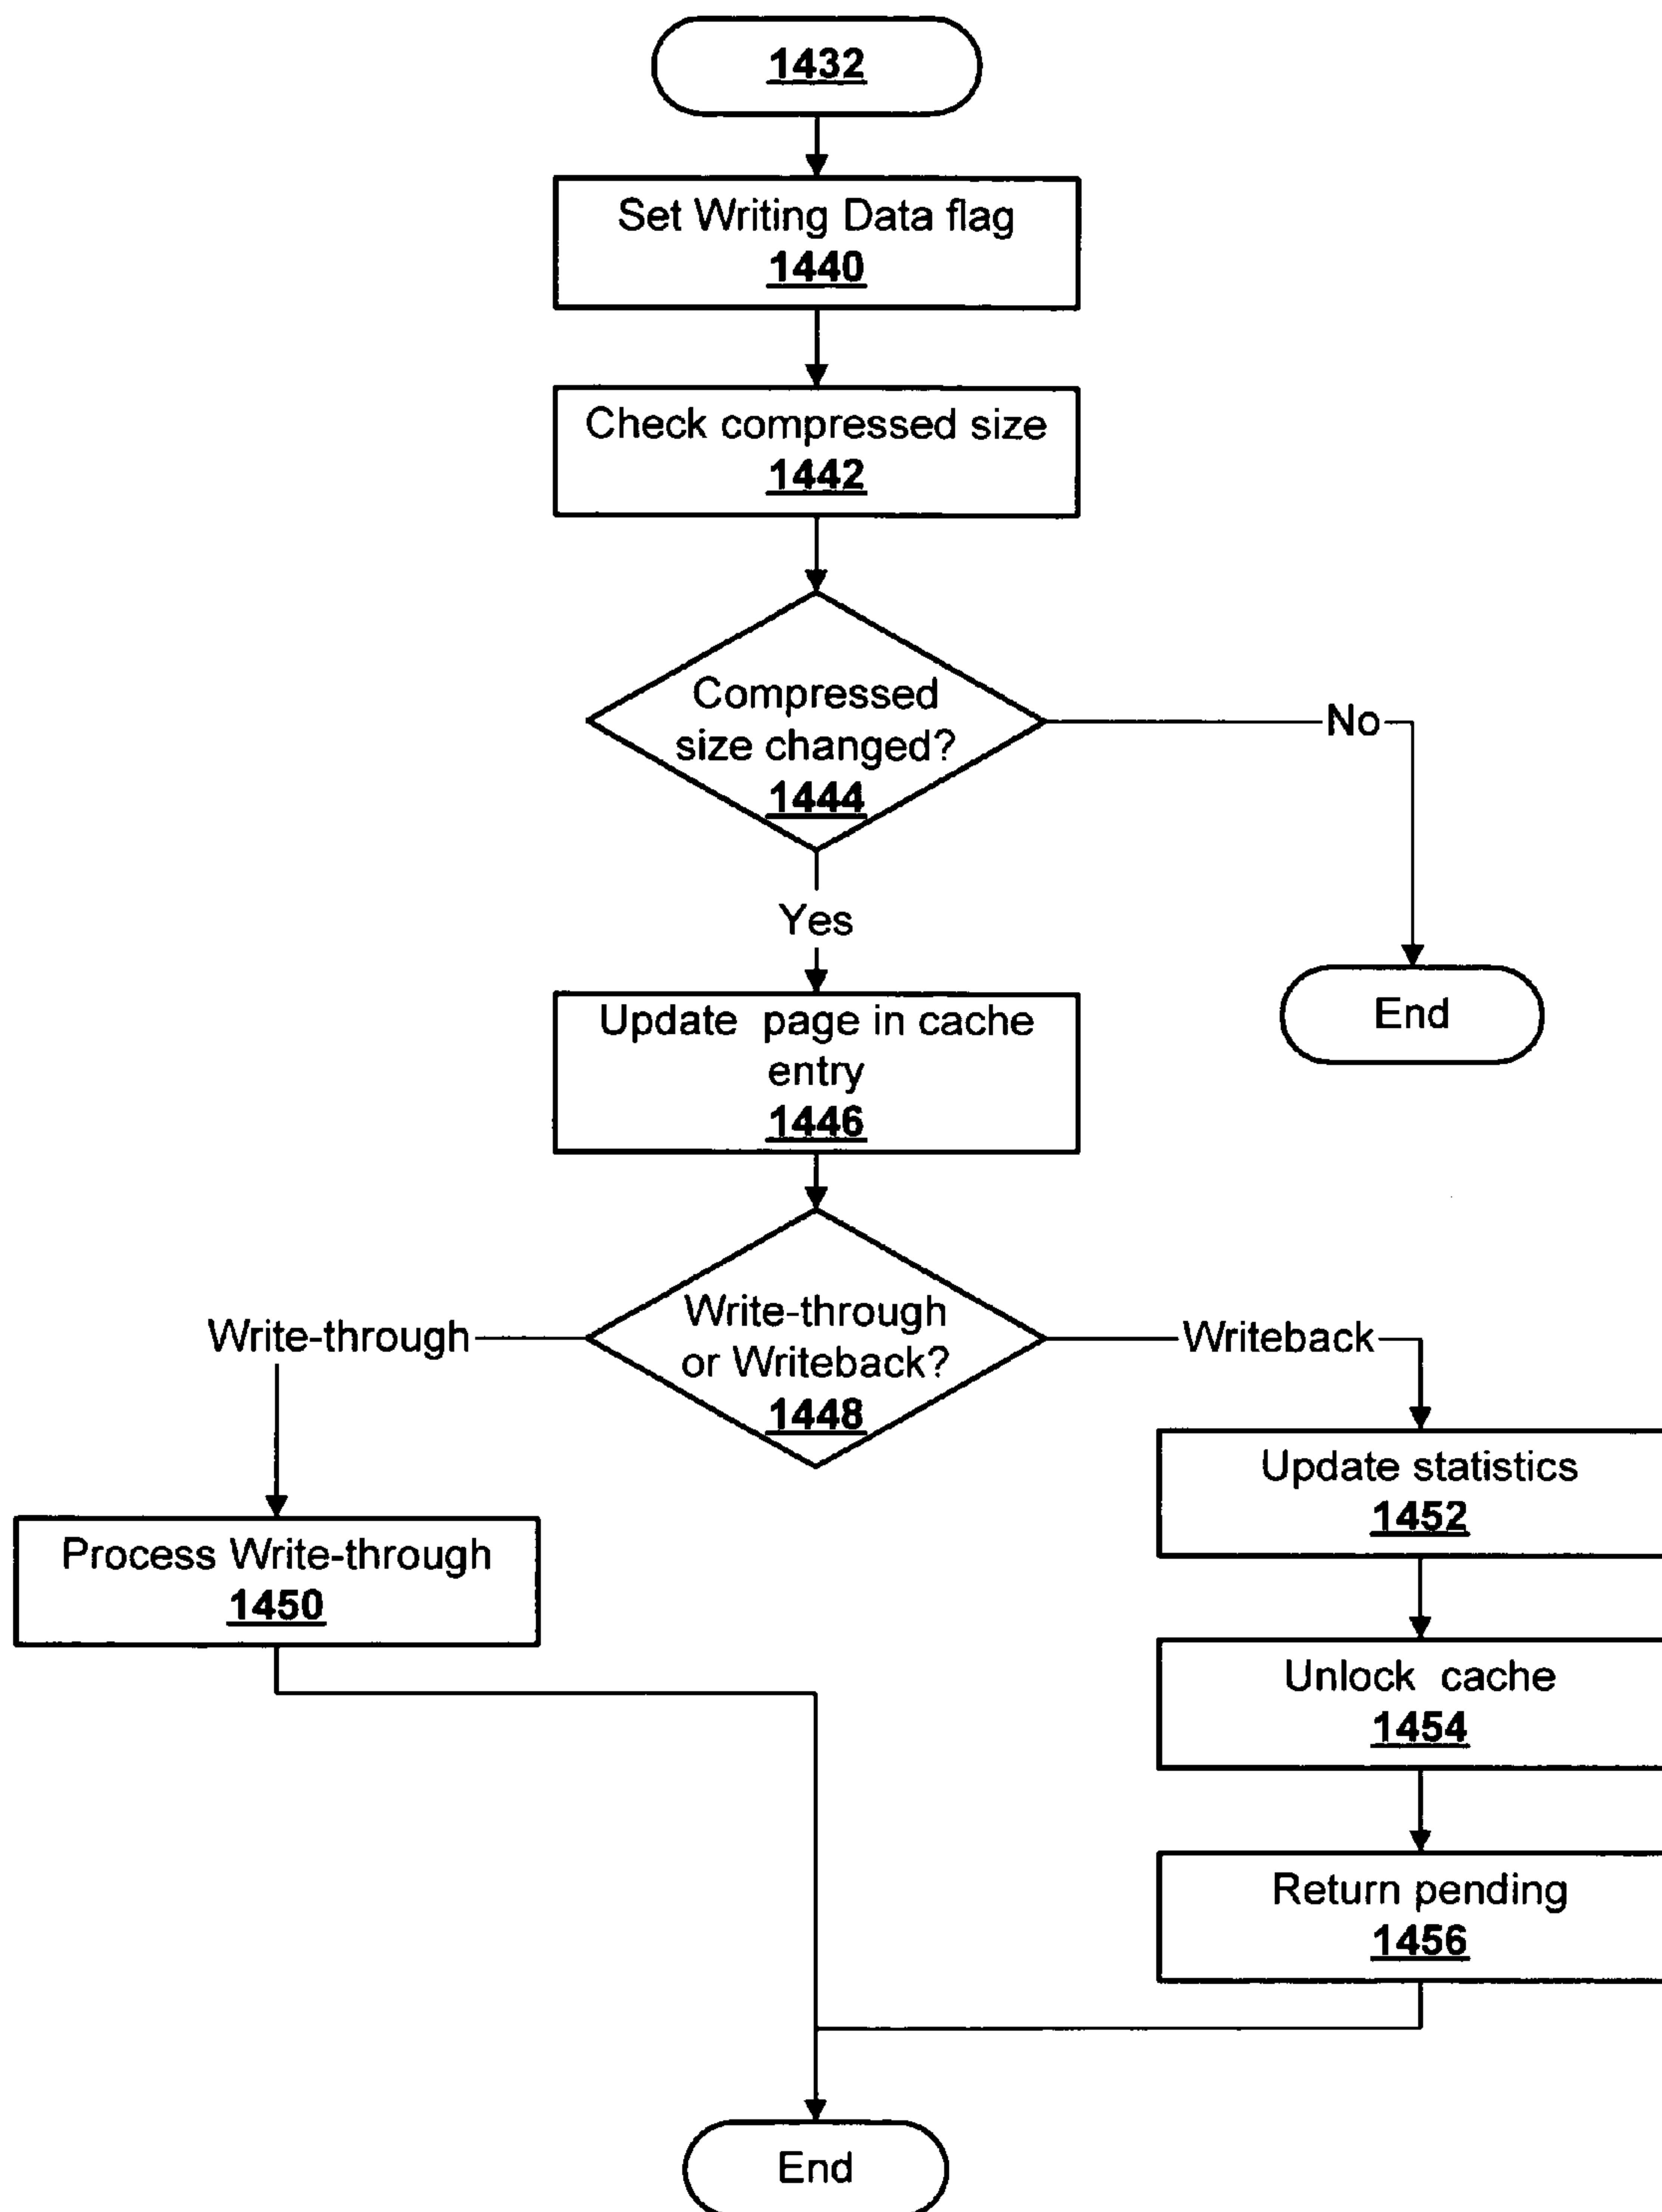 1432
Set Writing Data flag
1440
Check compressed size
1442
Compressed
size changed?
1444
No
Yes
End
Update page in cache
entry
1446
Write-through
or Writeback?
1448
Write-through
Writeback
Update statistics
1452
Process Write-through
1450
Unlock cache
1454
Return pending
1456
End